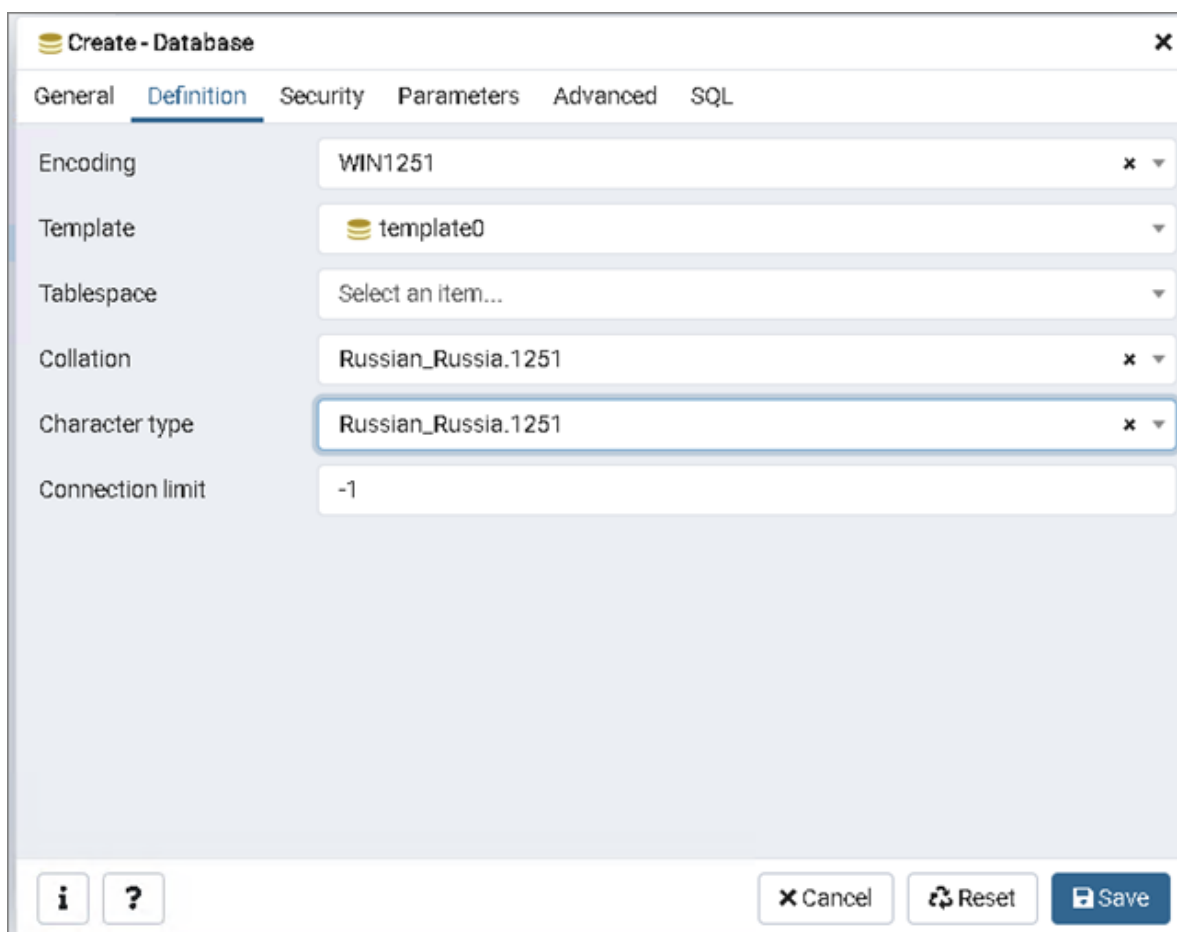 Create - Database
General Definition Security Parameters Advanced SQL
Encoding WIN1251
Template template0
Tablespace Select an item...
Collation Russian_Russia.1251
Character type Russian_Russia.1251
Connection limit -1
i ? Cancel Reset Save